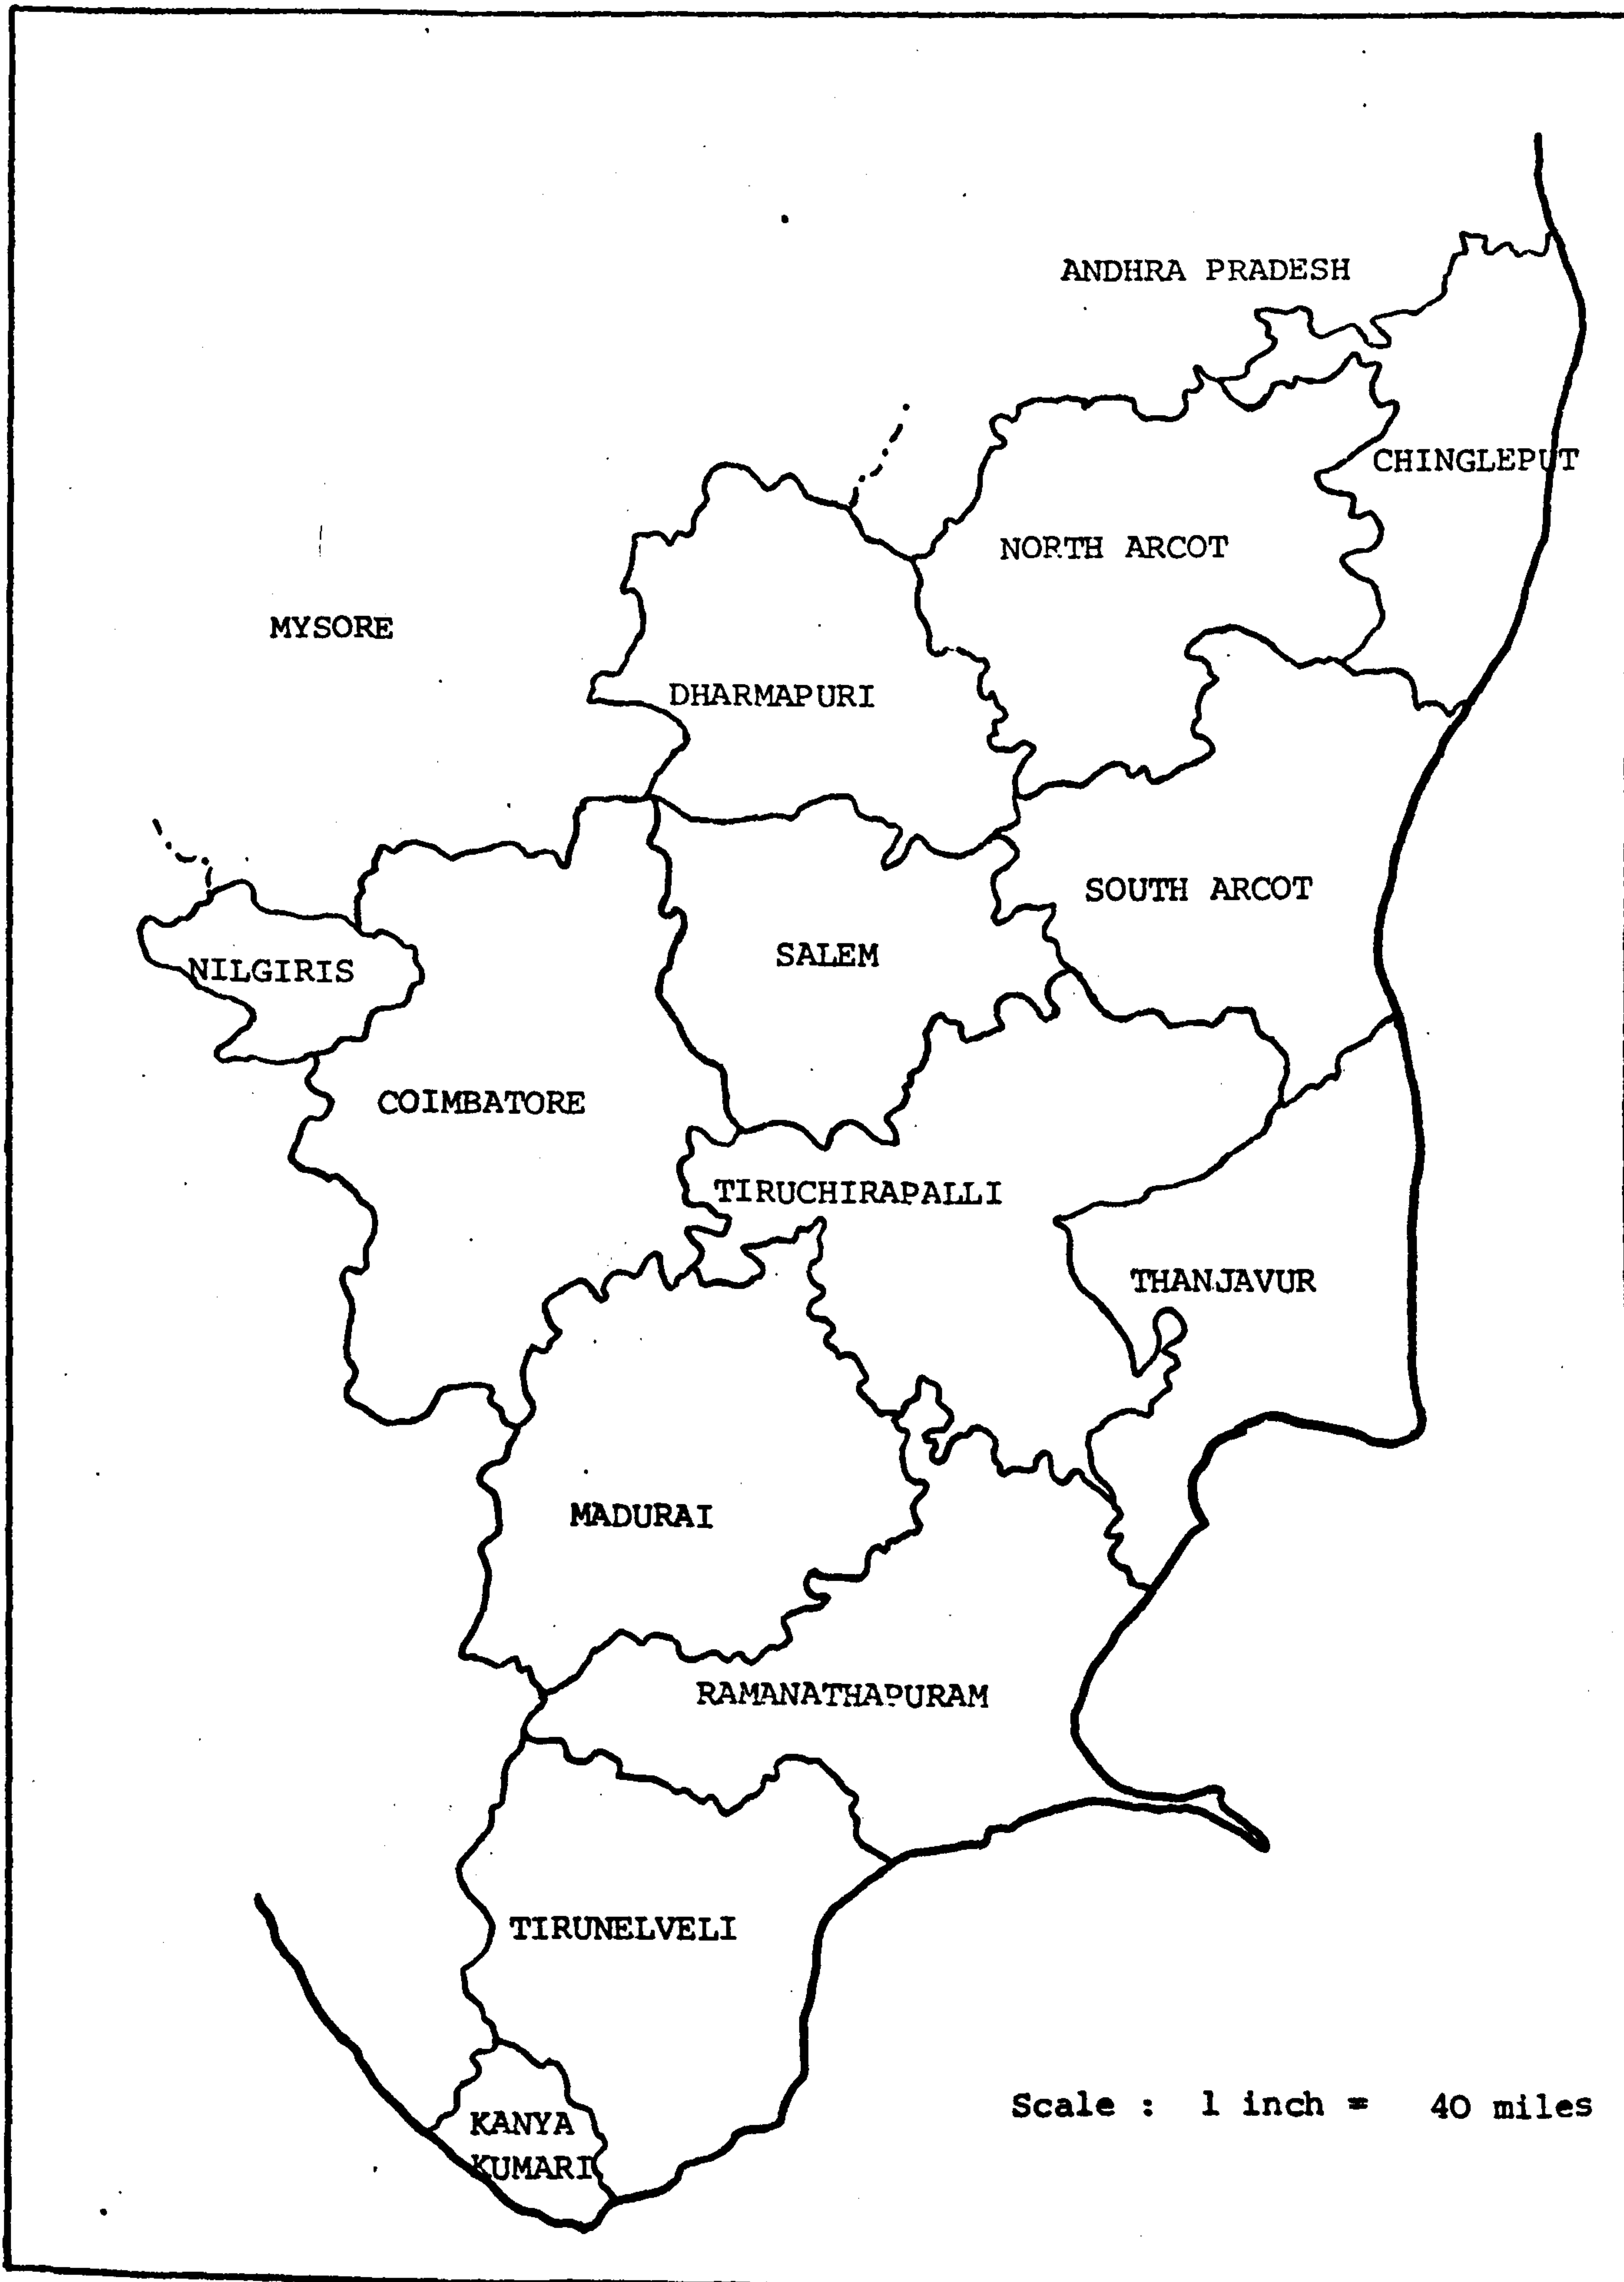 ANDHRA PRADESH
CHINGLEPUT
NORTH ARCOT
MYSORE
DHARMAPURI
SOUTH ARCOT
SALEM
NILGIRIS
COIMBATORE
TIRUCHIRAPALLI
THANJAVUR
MADURAI
RAMANATHAPURAM
TIRUNELVELI
Scale : 1 inch = 40 miles
KANYA
KUMARI